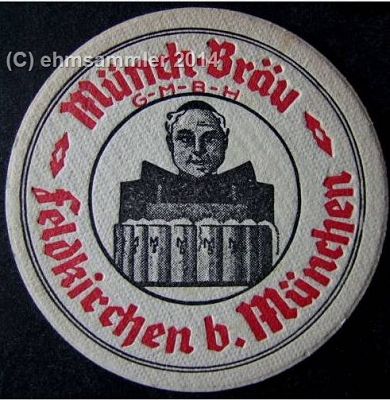 (C) ehmsammler 2014
Münch-Bräu
G-M-B-H
Feldkirchen b. München